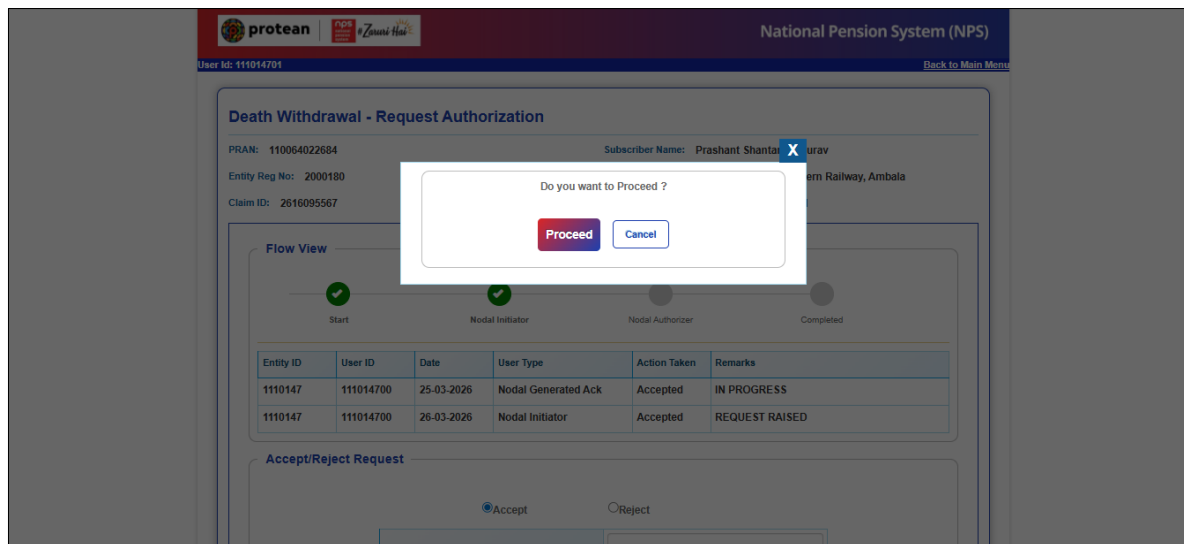 protean
nps
#Zaruri Hai
National Pension System (NPS)
User Id: 111014701
Back to Main Menu
Death Withdrawal - Request Authorization
PRAN: 110064022684
Subscriber Name: Prashant
X
Entity Reg No: 2000180
Railway, Ambala
Claim ID: 2616095567
Do you want to Proceed ?
Proceed
Cancel
Flow View
Start
Nodal Initiator
Nodal Authorizer
Completed
Entity ID User ID Date User Type Action Taken Remarks
1110147 111014700 25-03-2026 Nodal Generated Ack Accepted IN PROGRESS
1110147 111014700 26-03-2026 Nodal Initiator Accepted REQUEST RAISED
Accept/Reject Request
Accept
Reject